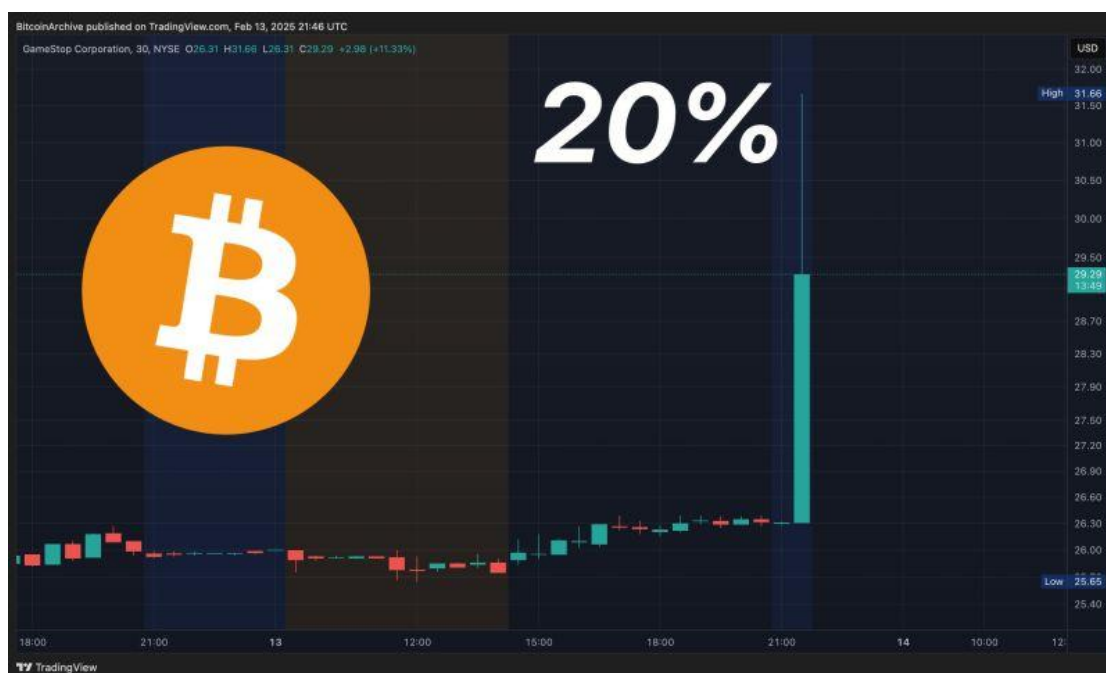 BitcoinArchive published on TradingView.com, Feb 13, 2025 21:46 UTC
GameStop Corporation, 30, NYSE O26.31 H31.66 L26.31 C29.29 +2.98 (+11.33%)
USD
20%
32.00
High 31.66
31.50
31.00
30.50
30.00
29.50
29.29
13:49
28.70
28.30
27.90
27.50
27.20
26.90
26.60
26.30
26.00
Low 25.65
25.40
18:00 21:00 13 12:00 15:00 18:00 21:00 14 10:00 12:
TradingView